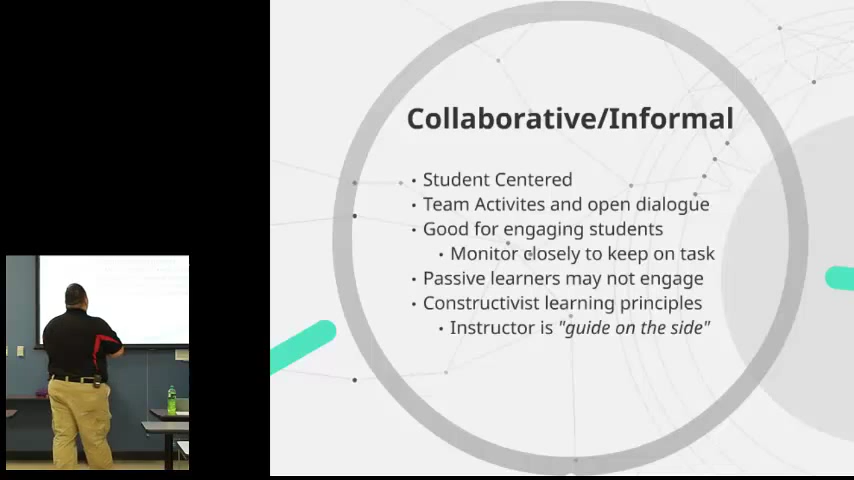 Collaborative/Informal
• Student Centered
• Team Activites and open dialogue
• Good for engaging students
• Monitor closely to keep on task
• Passive learners may not engage
• Constructivist learning principles
• Instructor is "guide on the side"